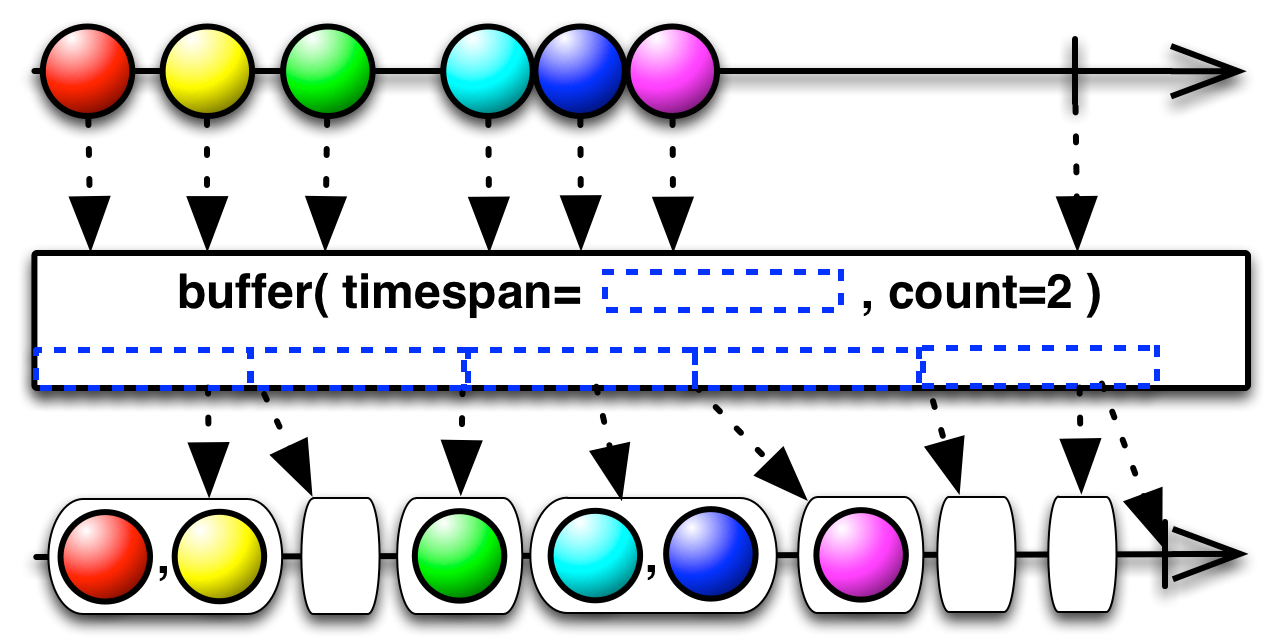 buffer( timespan= , count=2 )
, ,